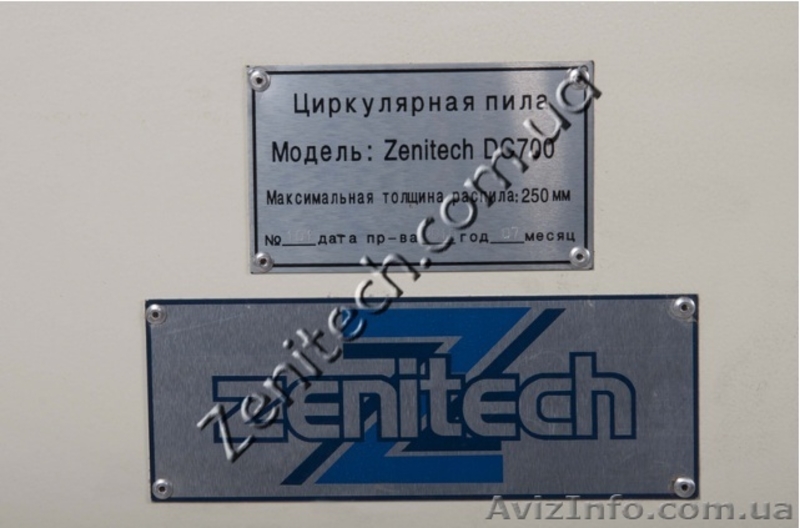 Циркулярная пила
Модель: Zenitech DC700
Максимальная толщина распила: 250 мм
№ дата пр-ва год 07 месяц
zenitech
Zenitech.com.ua
AvizInfo.com.ua